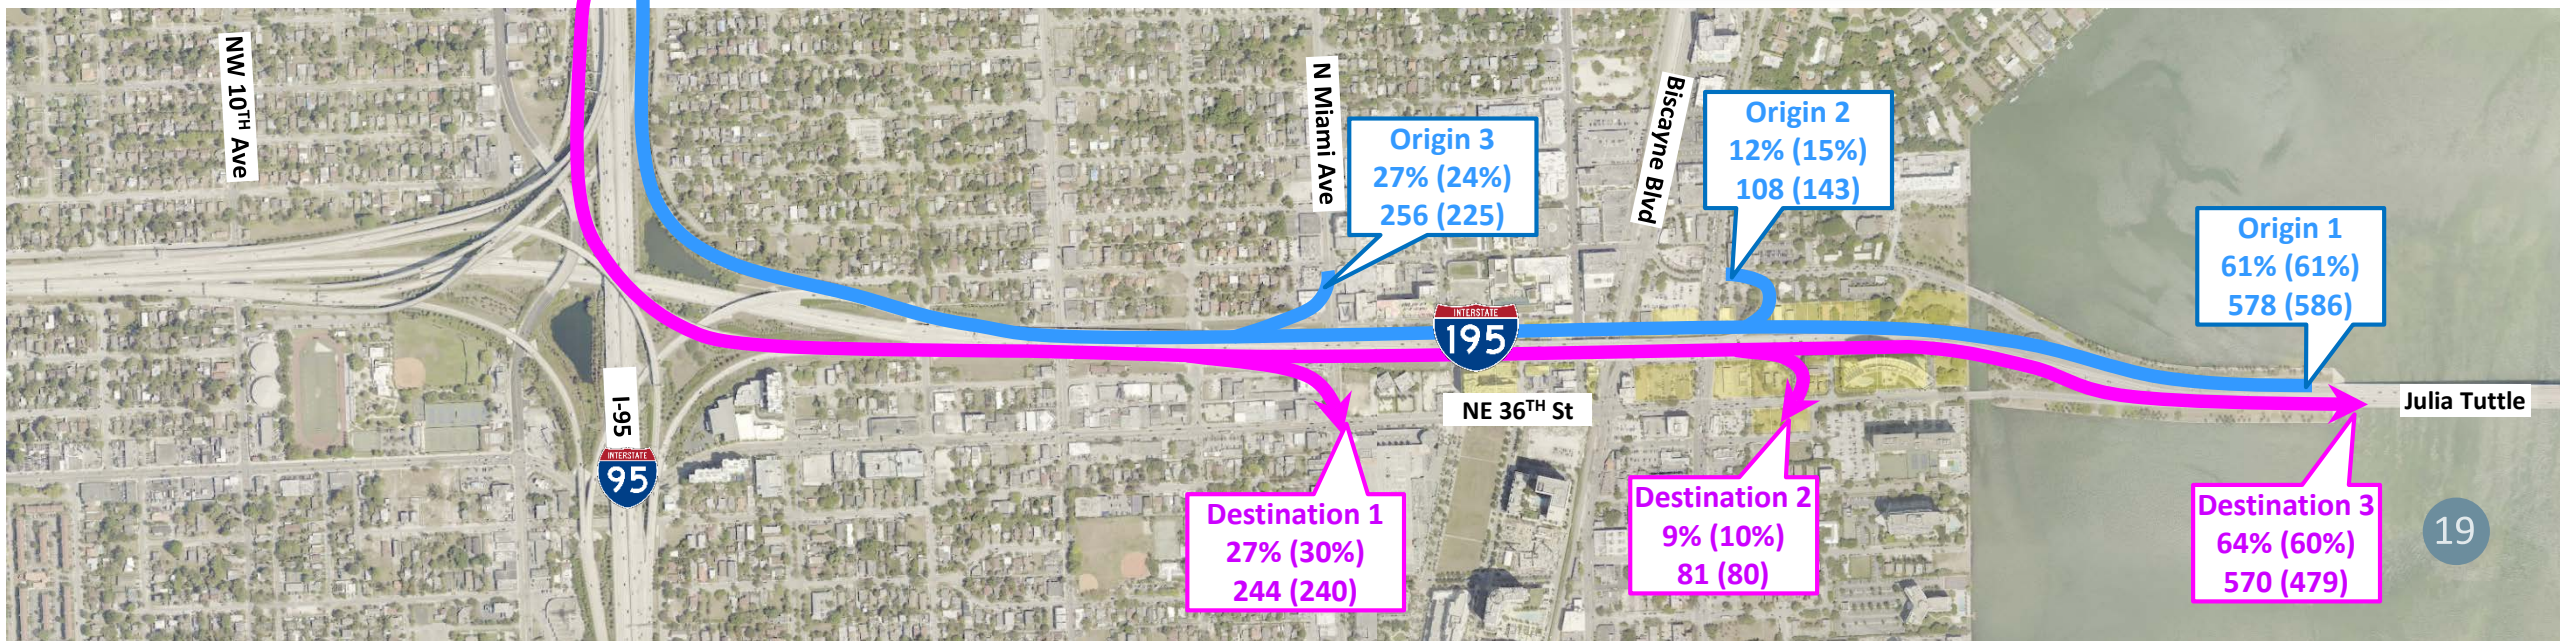 NW 10TH Ave
N Miami Ave
Origin 3
27% (24%)
256 (225)
Biscayne Blvd
Origin 2
12% (15%)
108 (143)
Origin 1
61% (61%)
578 (586)
INTERSTATE
195
I-95
INTERSTATE
95
NE 36TH St
Julia Tuttle
Destination 1
27% (30%)
244 (240)
Destination 2
9% (10%)
81 (80)
Destination 3
64% (60%)
570 (479)
19